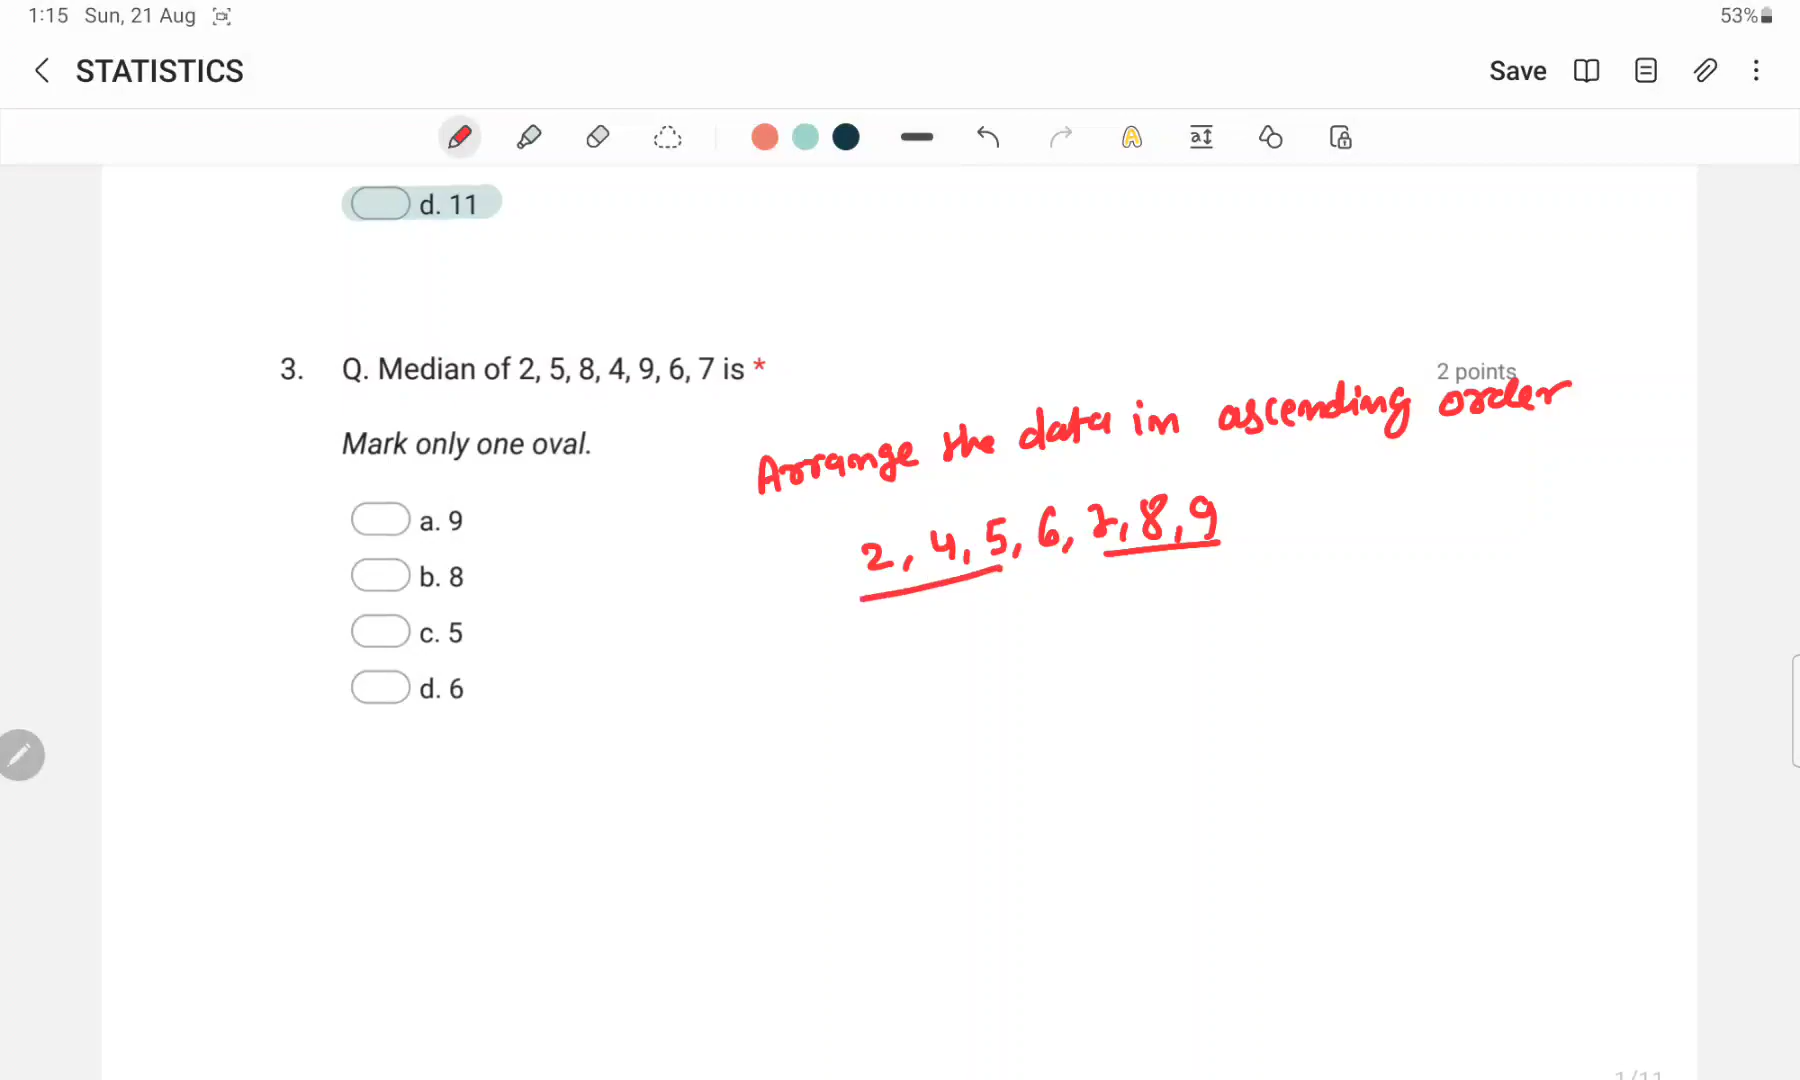 1:15 Sun, 21 Aug 53%
STATISTICS Save
d. 11
3. Q. Median of 2, 5, 8, 4, 9, 6, 7 is * 2 points
Arrange the data in ascending order
Mark only one oval.
2, 4, 5, 6, 7, 8, 9
a. 9
b. 8
c. 5
d. 6
1/11